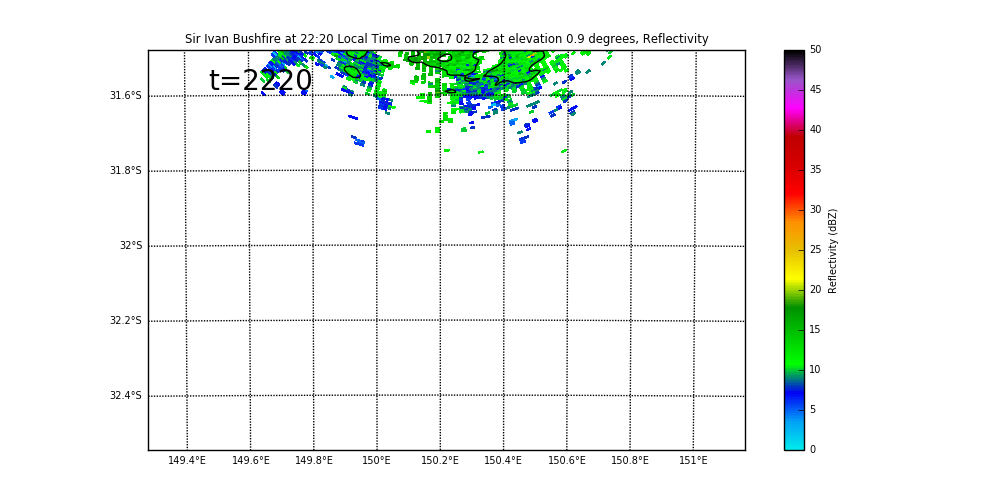 Sir Ivan Bushfire at 22:20 Local Time on 2017 02 12 at elevation 0.9 degrees, Reflectivity
t=2220
31.6°S
31.8°S
32°S
32.2°S
32.4°S
149.4°E 149.6°E 149.8°E 150°E 150.2°E 150.4°E 150.6°E 150.8°E 151°E
50
45
40
35
30
25
20
15
10
5
0
Reflectivity (dBZ)